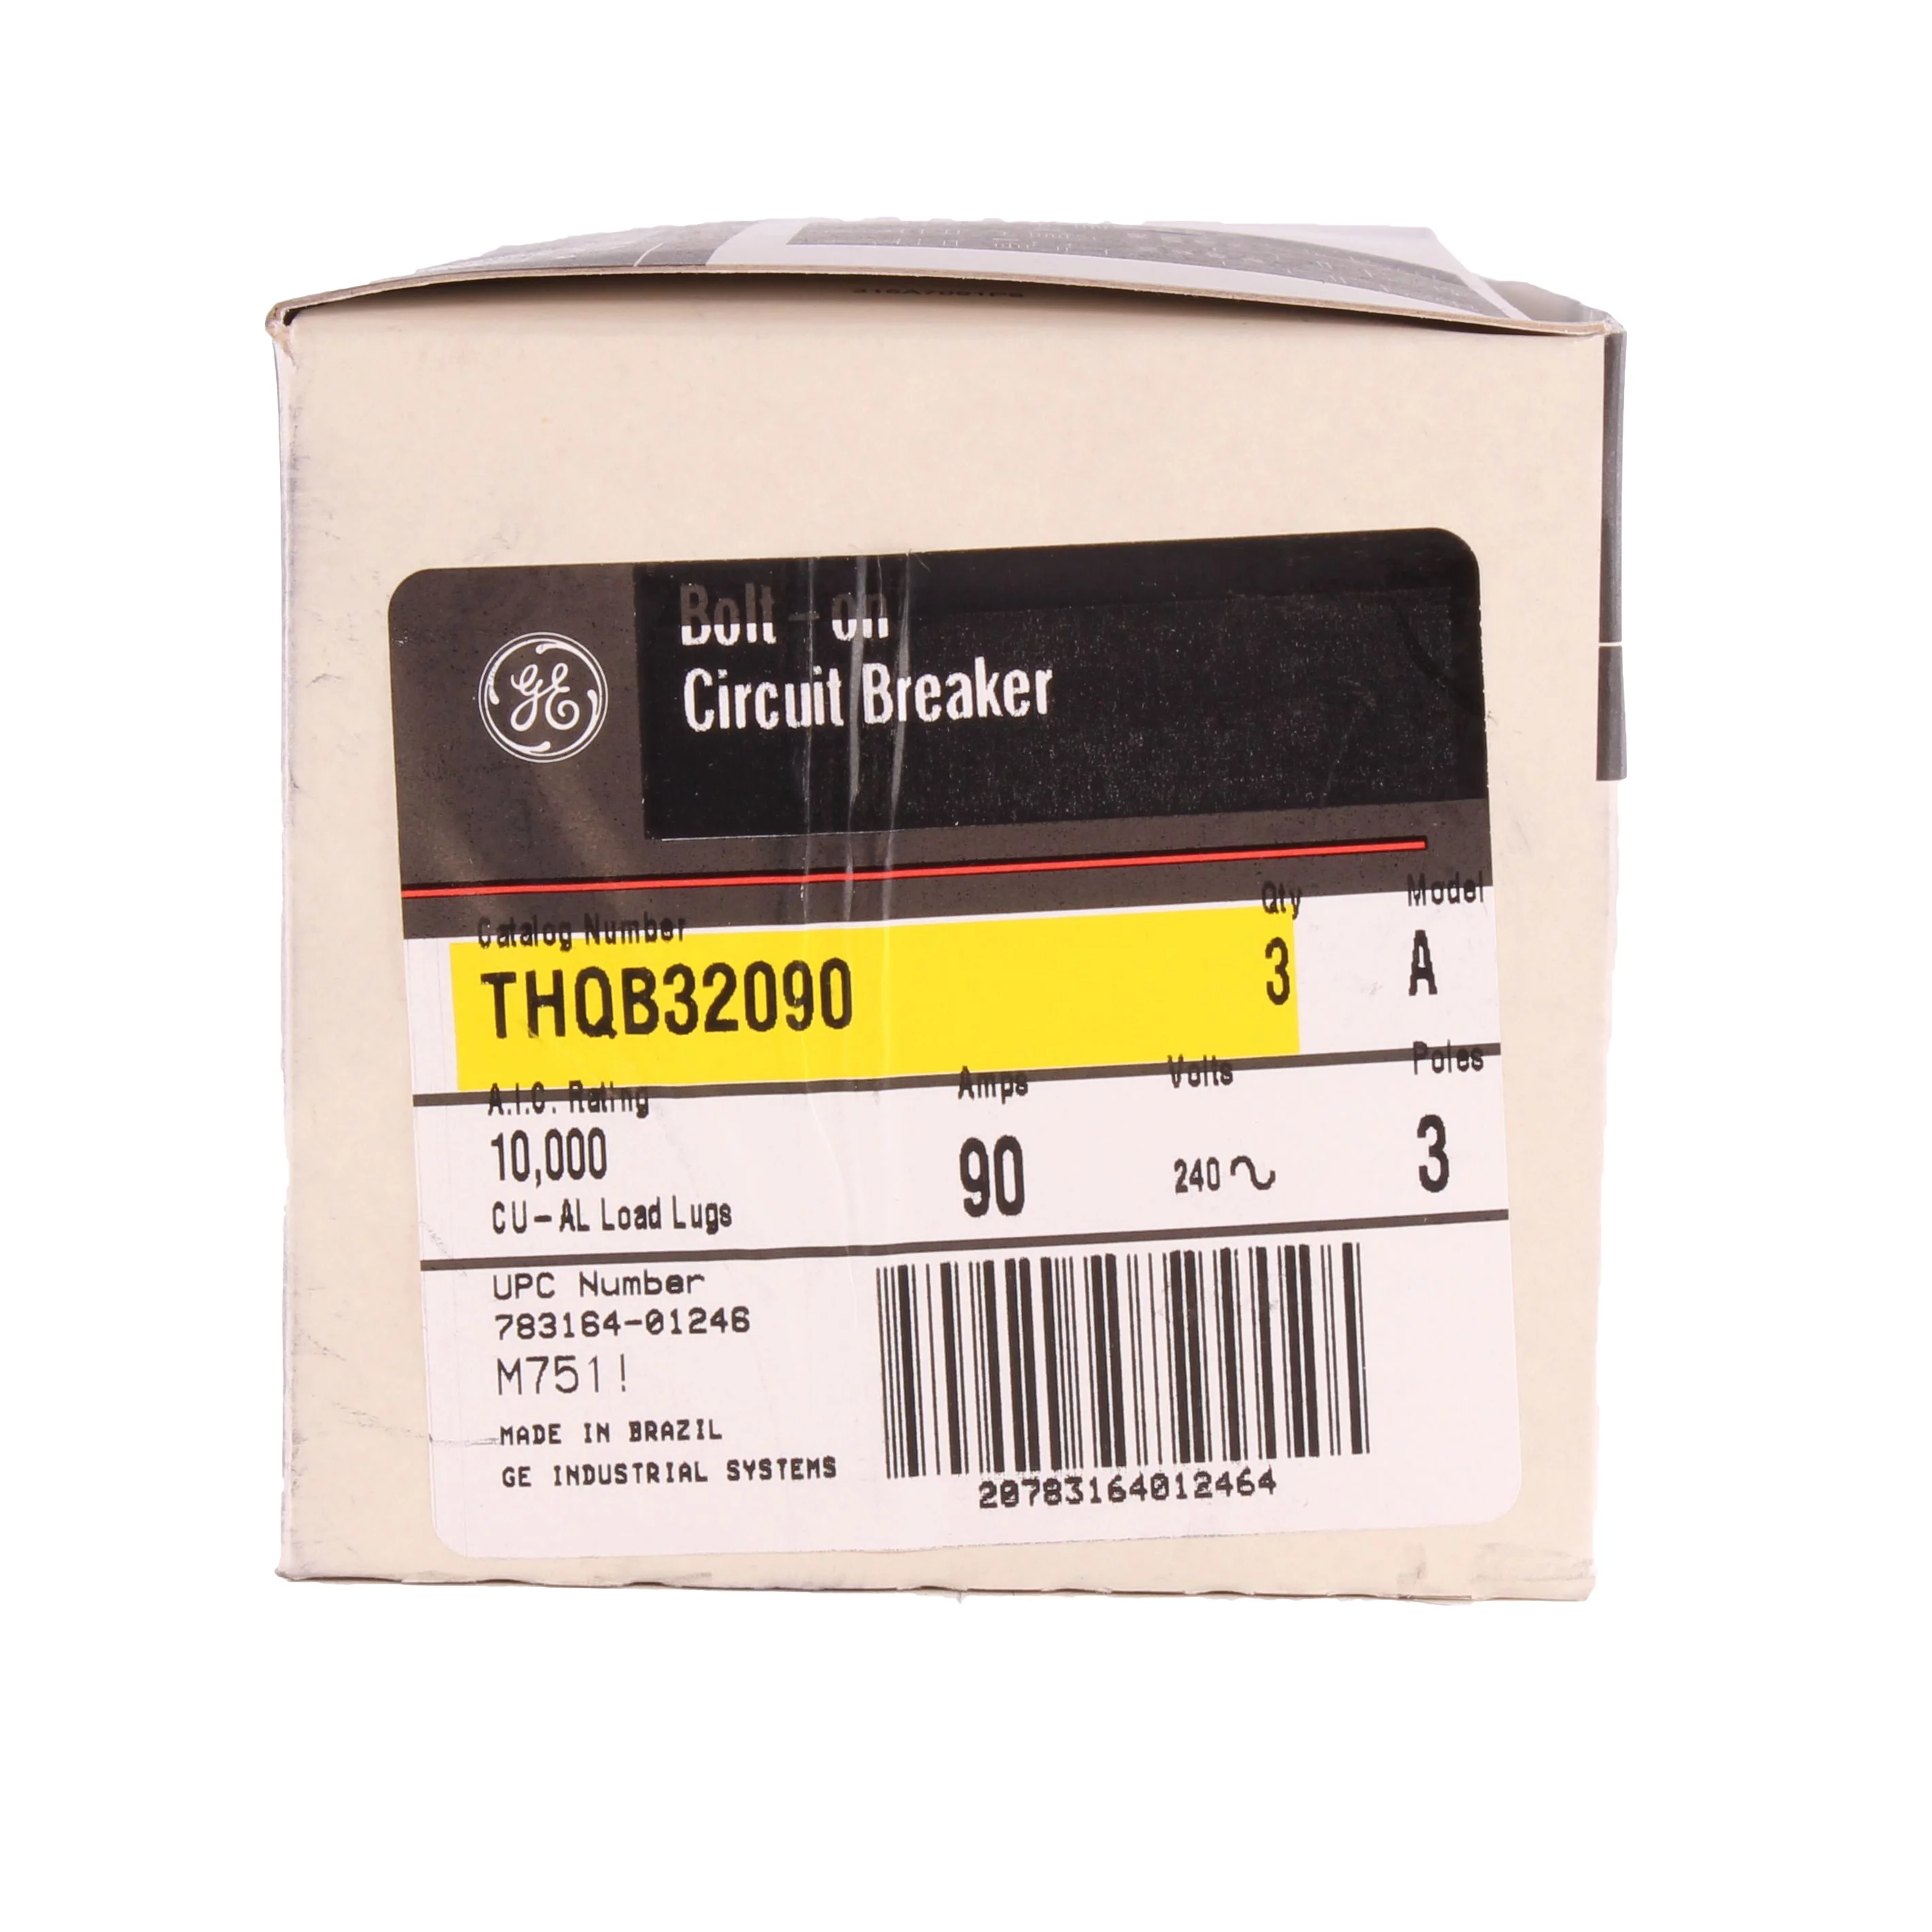 GE
Bolt - on
Circuit Breaker
Catalog Number Qty Model
THQB32090 3 A
A.I.C. Rating Amps Volts Poles
10,000 90 240 3
CU-AL Load Lugs
UPC Number
783164-01246
M751!
MADE IN BRAZIL
GE INDUSTRIAL SYSTEMS
20783164012464